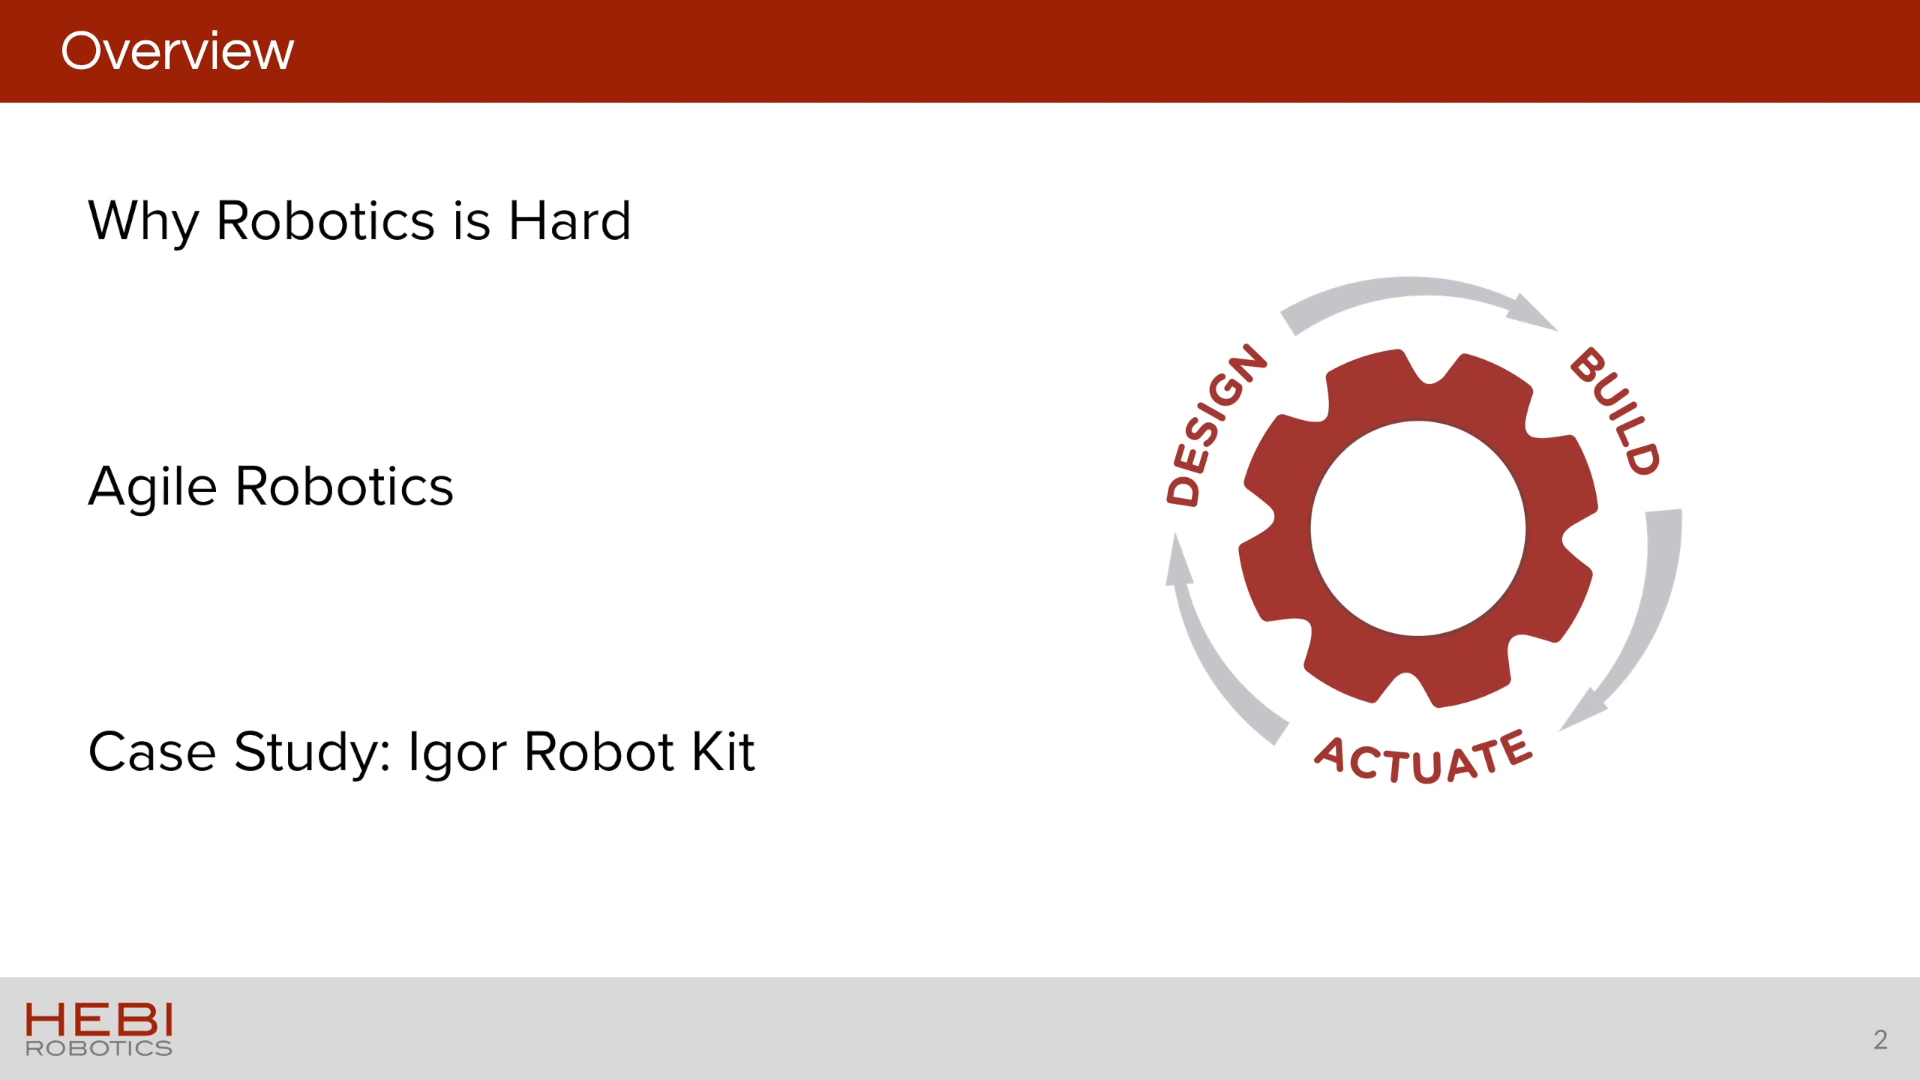 Overview
Why Robotics is Hard
Agile Robotics
Case Study: Igor Robot Kit
DESIGN
BUILD
ACTUATE
HEBI
ROBOTICS
2